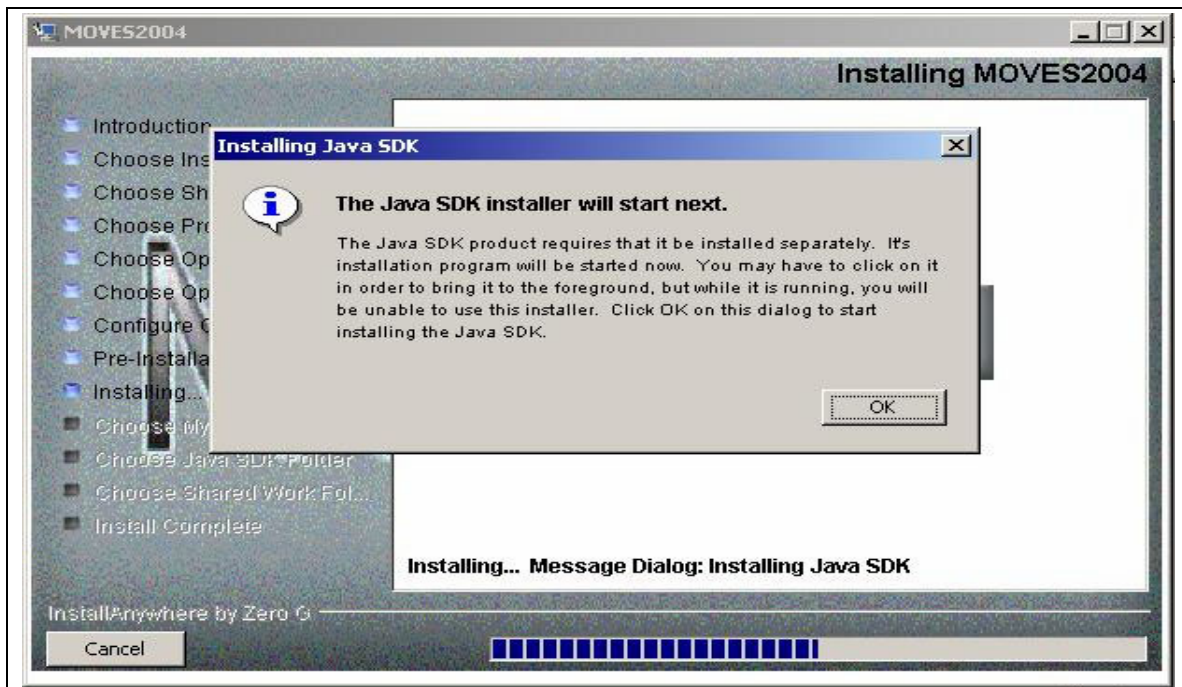 MOVES2004
Installing MOVES2004
Introduction
Choose Ins
Choose Sh
Choose Pro
Choose Op
Choose Op
Configure
Pre-Installa
Installing...
Choose My
Choose Java SDK Folder
Choose Shared Work Fol...
Install Complete
Installing Java SDK
The Java SDK installer will start next.
The Java SDK product requires that it be installed separately. It's
installation program will be started now. You may have to click on it
in order to bring it to the foreground, but while it is running, you will
be unable to use this installer. Click OK on this dialog to start
installing the Java SDK.
OK
Installing... Message Dialog: Installing Java SDK
InstallAnywhere by Zero G
Cancel